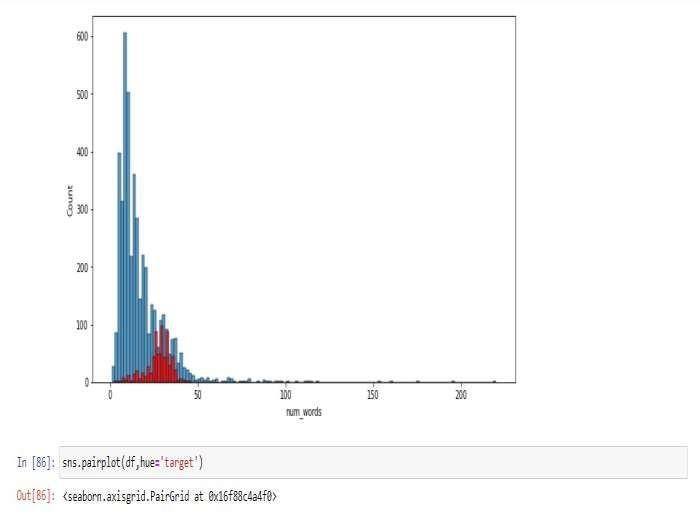 600
500
400
300
200
100
0
Count
0 50 100 150 200
num_words
In [86]: sns.pairplot(df,hue='target')
Out[86]: <seaborn.axisgrid.PairGrid at 0x16f88c4a4f0>